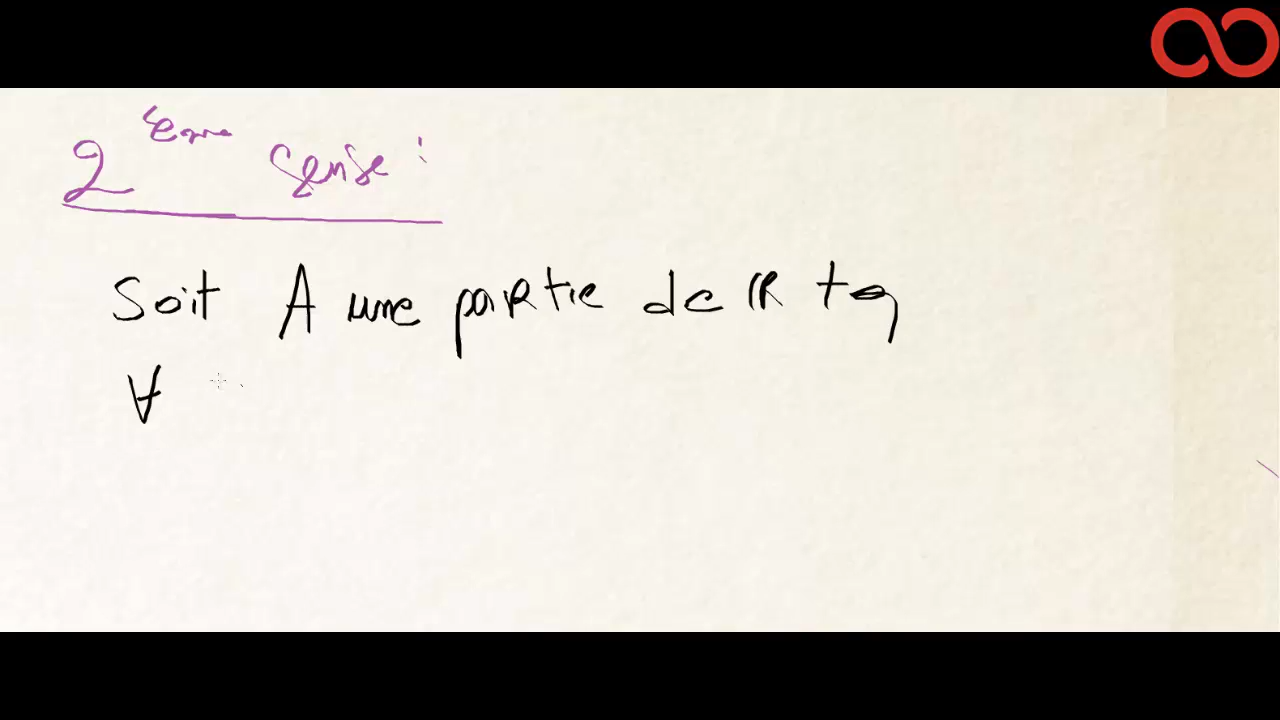 2ème sense :
Soit A une partie de ℝ tq
∀